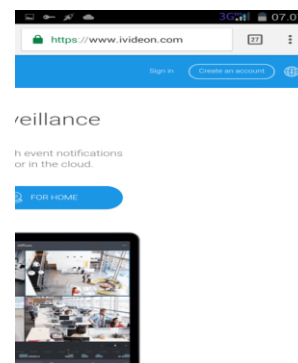 3G 07.0
https://www.ivideon.com 27
Sign in Create an account
veillance
h event notifications
or in the cloud.
FOR HOME